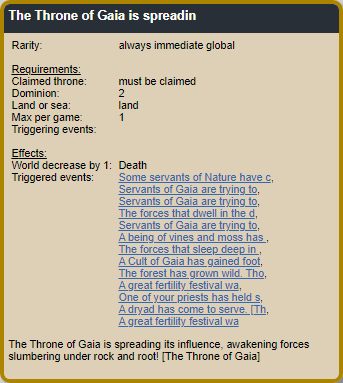 The Throne of Gaia is spreadin
Rarity: always immediate global
Requirements:
Claimed throne: must be claimed
Dominion: 2
Land or sea: land
Max per game: 1
Triggering events:
Effects:
World decrease by 1: Death
Triggered events: Some servants of Nature have c,
Servants of Gaia are trying to,
Servants of Gaia are trying to,
The forces that dwell in the d,
Servants of Gaia are trying to,
A being of vines and moss has ,
The forces that sleep deep in ,
A Cult of Gaia has gained foot,
The forest has grown wild. Tho,
A great fertility festival wa,
One of your priests has held s,
A dryad has come to serve. [Th,
A great fertility festival wa
The Throne of Gaia is spreading its influence, awakening forces
slumbering under rock and root! [The Throne of Gaia]